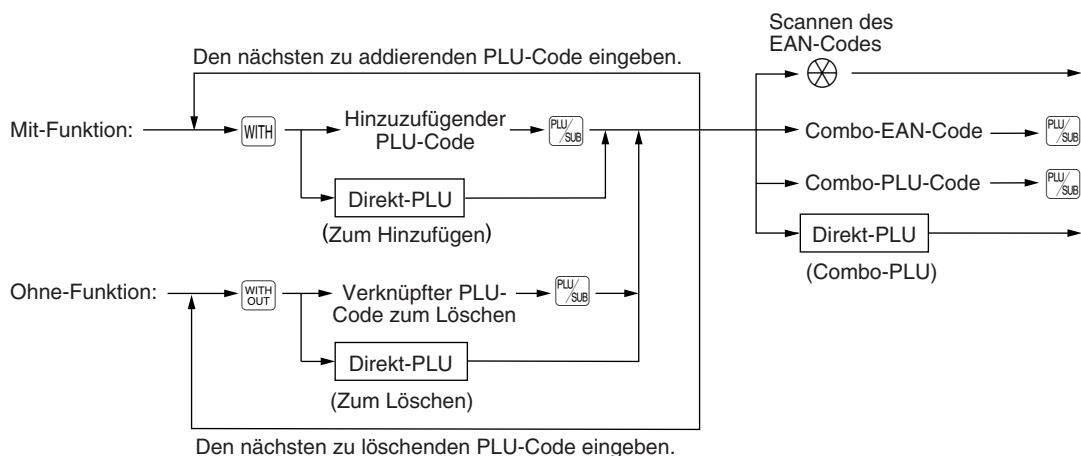 Scannen des
EAN-Codes
Den nächsten zu addierenden PLU-Code eingeben.
Mit-Funktion:
WITH
Hinzuzufügender
PLU-Code
PLU/
SUB
Direkt-PLU
(Zum Hinzufügen)
Combo-EAN-Code
PLU/
SUB
Combo-PLU-Code
PLU/
SUB
Direkt-PLU
(Combo-PLU)
Ohne-Funktion:
WITH
OUT
Verknüpfter PLU-
Code zum Löschen
PLU/
SUB
Direkt-PLU
(Zum Löschen)
Den nächsten zu löschenden PLU-Code eingeben.